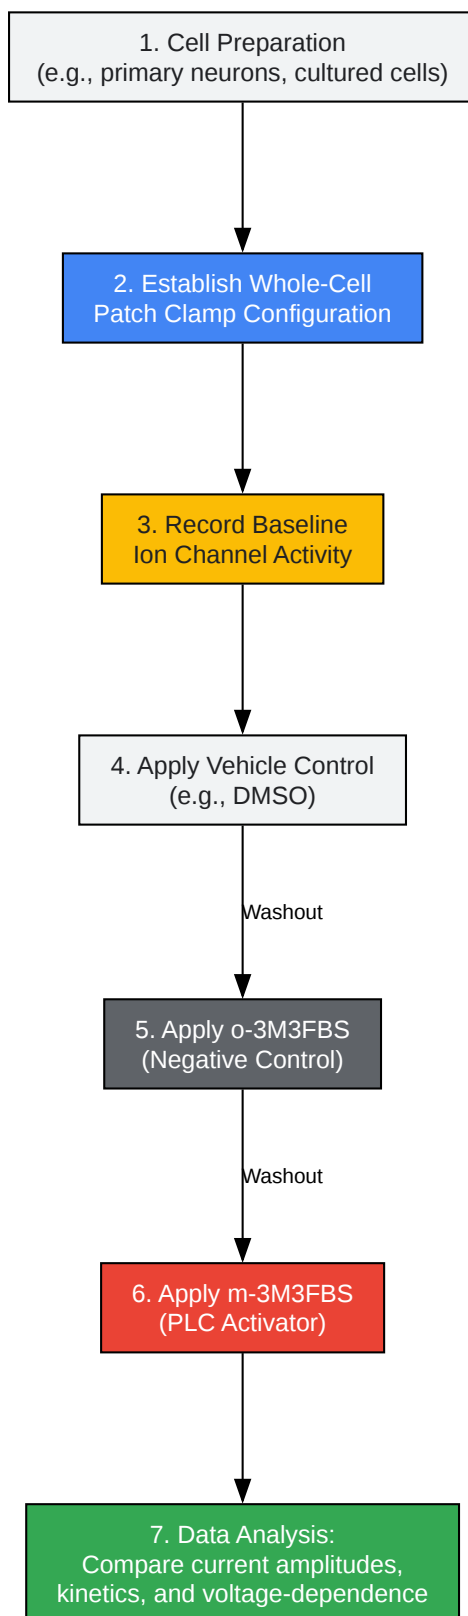 1. Cell Preparation
(e.g., primary neurons, cultured cells)
2. Establish Whole-Cell
Patch Clamp Configuration
3. Record Baseline
Ion Channel Activity
4. Apply Vehicle Control
(e.g., DMSO)
Washout
5. Apply o-3M3FBS
(Negative Control)
Washout
6. Apply m-3M3FBS
(PLC Activator)
7. Data Analysis:
Compare current amplitudes,
kinetics, and voltage-dependence